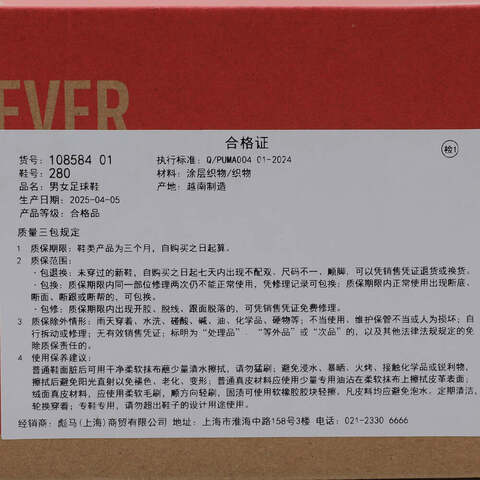 EVER
合格证
检1
货号：108584 01 执行标准：Q/PUMA004 01-2024
鞋号：280 材料：涂层织物/织物
品名：男女足球鞋 产地：越南制造
生产日期：2025-04-05
产品等级：合格品
质量三包规定
1 质保期限：鞋类产品为三个月，自购买之日起算。
2 质保范围：
·包退换：未穿过的新鞋，自购买之日起七天内出现不配双、尺码不一、顺脚，可以凭销售凭证退货或换货。
·包换：质保期限内同一部位修理两次仍不能正常使用，凭修理记录可包换；质保期限内正常使用出现断底、
断面、断跟或断帮的，可包换。
·包修：质保期限内出现开胶、脱线、跟面脱落的，可凭销售凭证免费修理。
3 质保除外情形：雨天穿着、水洗、碰酸、碱、油、化学品、硬物等；不当使用、维护保管不当或人为损坏；自
行拆动或修理；无有效销售凭证；标明为“处理品” “等外品”或“次品”的，以及其他法律法规规定的免
除质保责任的。
4 使用保养建议：
普通鞋面脏后可用干净柔软抹布蘸少量清水擦拭，请勿猛刷；避免浸水、暴晒、火烤、接触化学品或锐利物，
擦拭后避免阳光直射以免褪色、老化、变形；普通真皮材料应使用少量专用油沾在柔软抹布上擦拭皮革表面；
绒面真皮材料，应使用柔软毛刷，顺方向轻刷，固渍可使用软橡胶胶块轻擦。凡皮料均应避免泡水。定期清洁，
轮换穿着；专鞋专用，请勿超出鞋子的设计用途使用。
经销商：彪马(上海)商贸有限公司 地址：上海市淮海中路158号3楼 电话：021-2330 6666